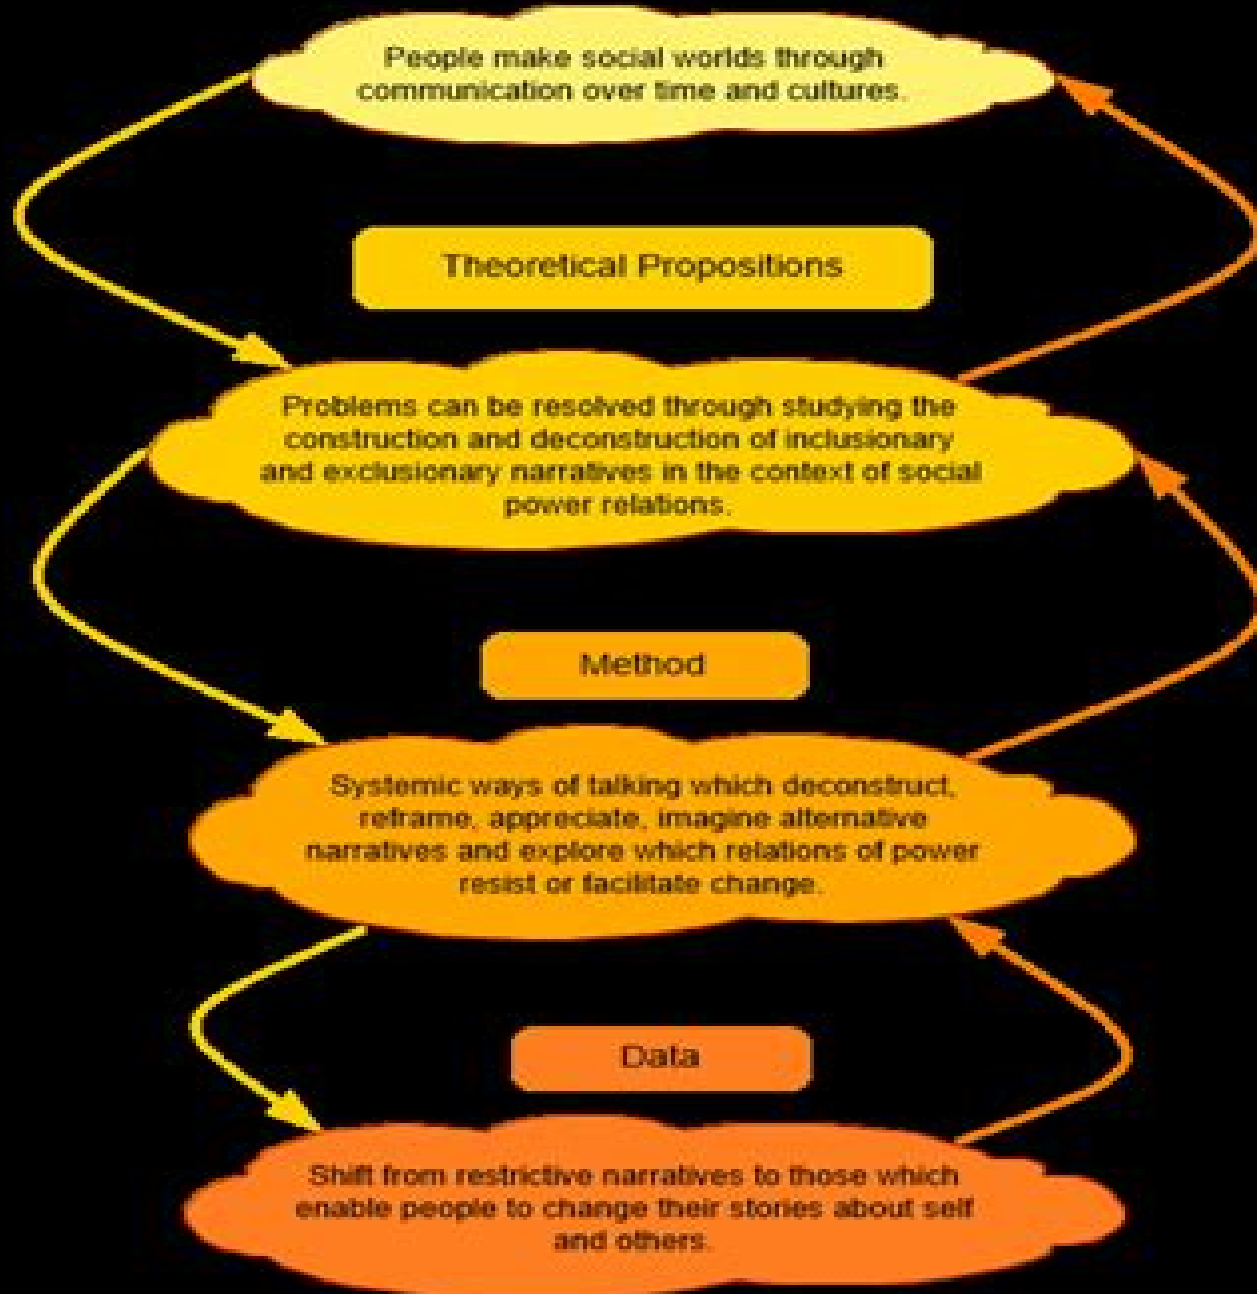 People make social worlds through
communication over time and cultures.
Theoretical Propositions
Problems can be resolved through studying the
construction and deconstruction of inclusionary
and exclusionary narratives in the context of social
power relations.
Method
Systemic ways of talking which deconstruct,
reframe, appreciate, imagine alternative
narratives and explore which relations of power
resist or facilitate change.
Data
Shift from restrictive narratives to those which
enable people to change their stories about self
and others.